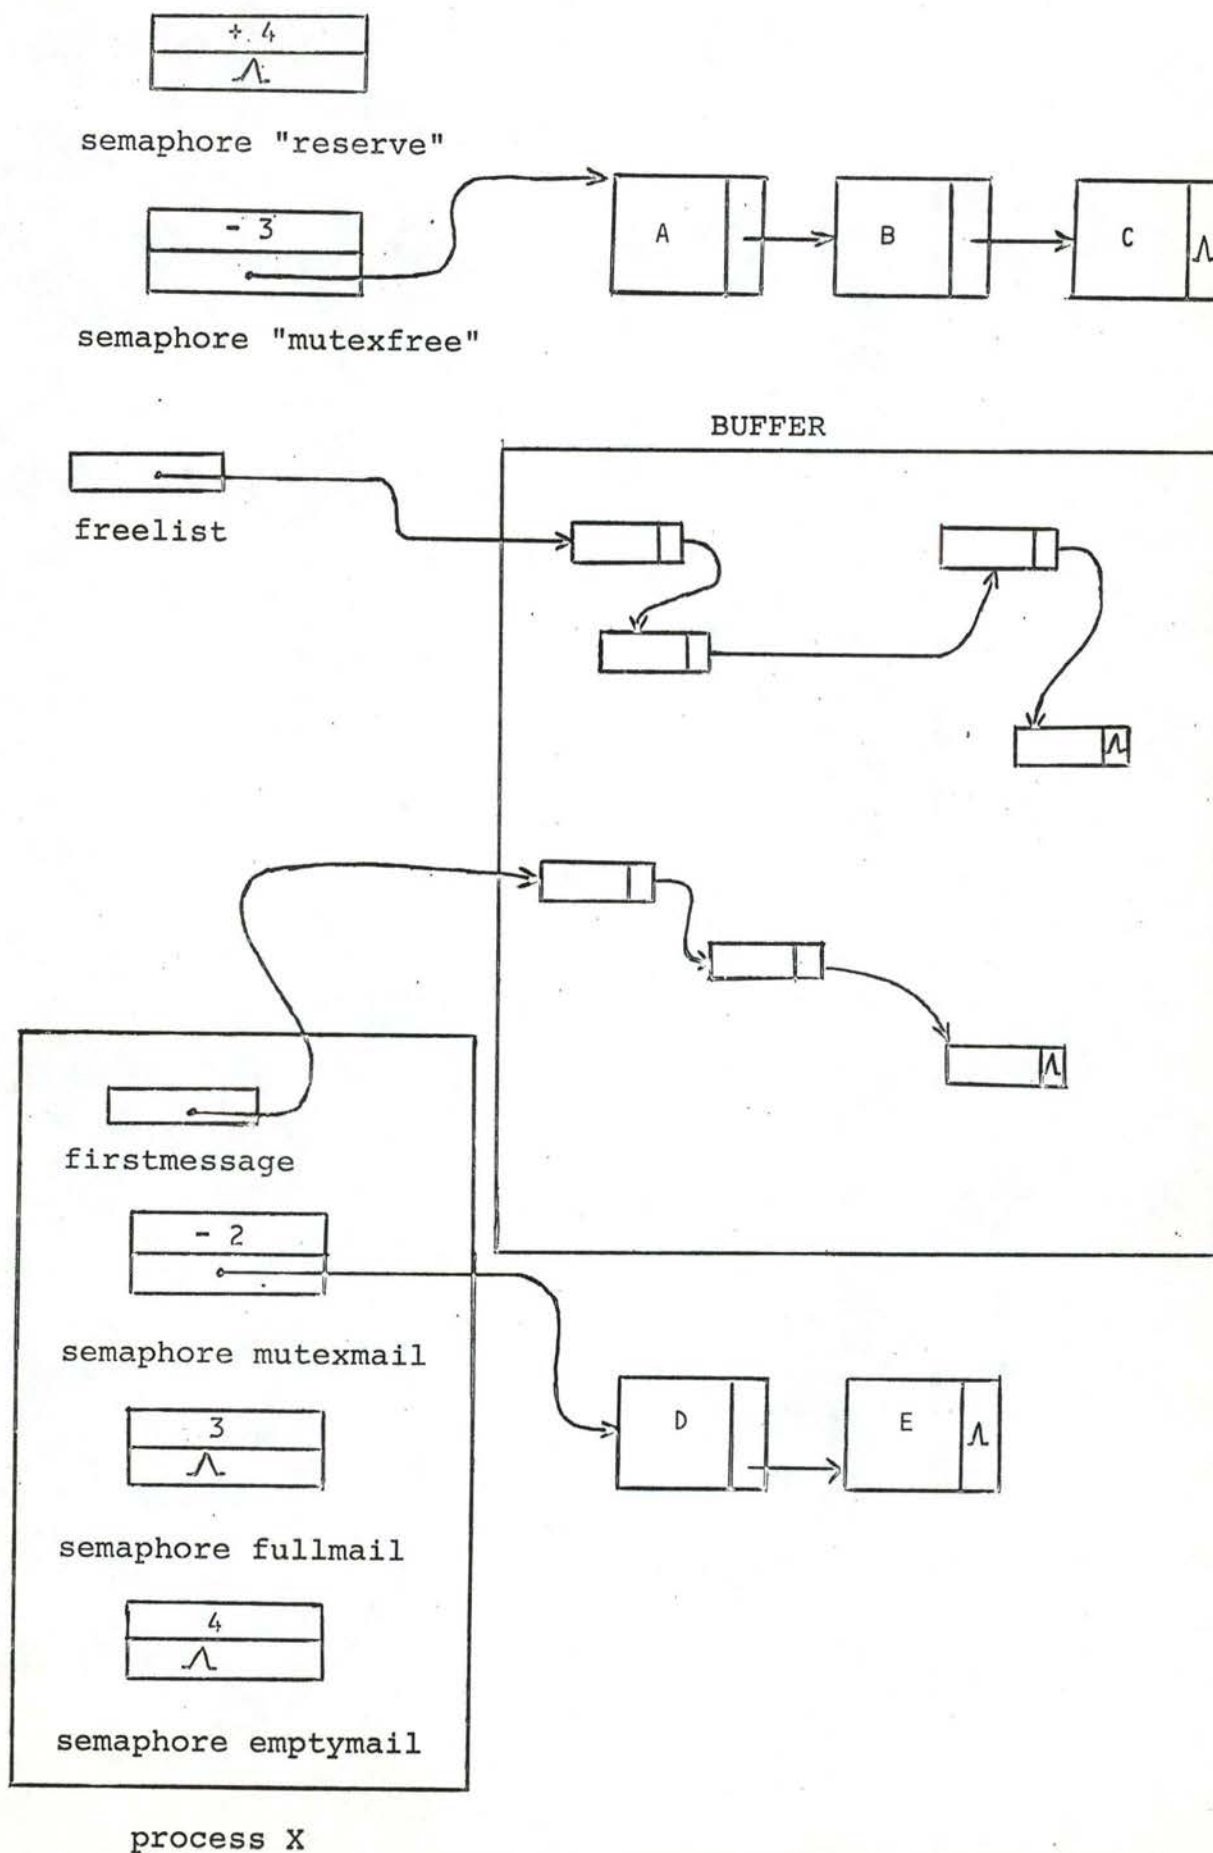 + 4
semaphore "reserve"
- 3
A
B
C
semaphore "mutexfree"
BUFFER
freelist
firstmessage
- 2
semaphore mutexmail
D
E
3
semaphore fullmail
4
semaphore emptymail
process X